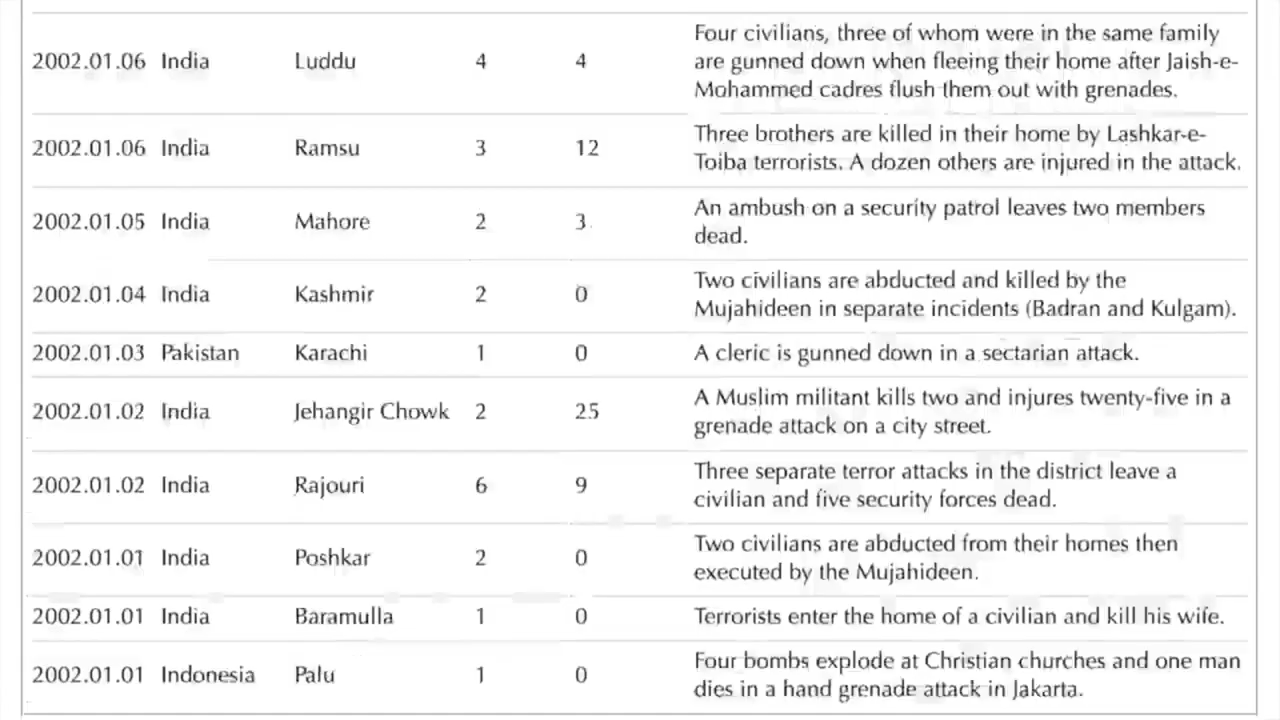 Four civilians, three of whom were in the same family
2002.01.06 India Luddu 4 4 are gunned down when fleeing their home after Jaish-e-
Mohammed cadres flush them out with grenades.
Three brothers are killed in their home by Lashkar-e-
2002.01.06 India Ramsu 3 12 Toiba terrorists. A dozen others are injured in the attack.
An ambush on a security patrol leaves two members
2002.01.05 India Mahore 2 3
dead.
Two civilians are abducted and killed by the
2002.01.04 India Kashmir 2 0
Mujahideen in separate incidents (Badran and Kulgam).
2002.01.03 Pakistan Karachi 1 0 A cleric is gunned down in a sectarian attack.
A Muslim militant kills two and injures twenty-five in a
2002.01.02 India Jehangir Chowk 2 25
grenade attack on a city street.
Three separate terror attacks in the district leave a
2002.01.02 India Rajouri 6 9
civilian and five security forces dead.
Two civilians are abducted from their homes then
2002.01.01 India Poshkar 2 0
executed by the Mujahideen.
2002.01.01 India Baramulla 1 0 Terrorists enter the home of a civilian and kill his wife.
Four bombs explode at Christian churches and one man
2002.01.01 Indonesia Palu 1 0
dies in a hand grenade attack in Jakarta.